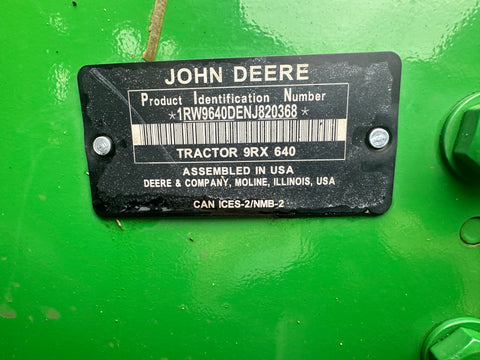 JOHN DEERE
Product Identification Number
*1RW9640DENJ820368*
TRACTOR 9RX 640
ASSEMBLED IN USA
DEERE & COMPANY, MOLINE, ILLINOIS, USA
CAN ICES-2/NMB-2